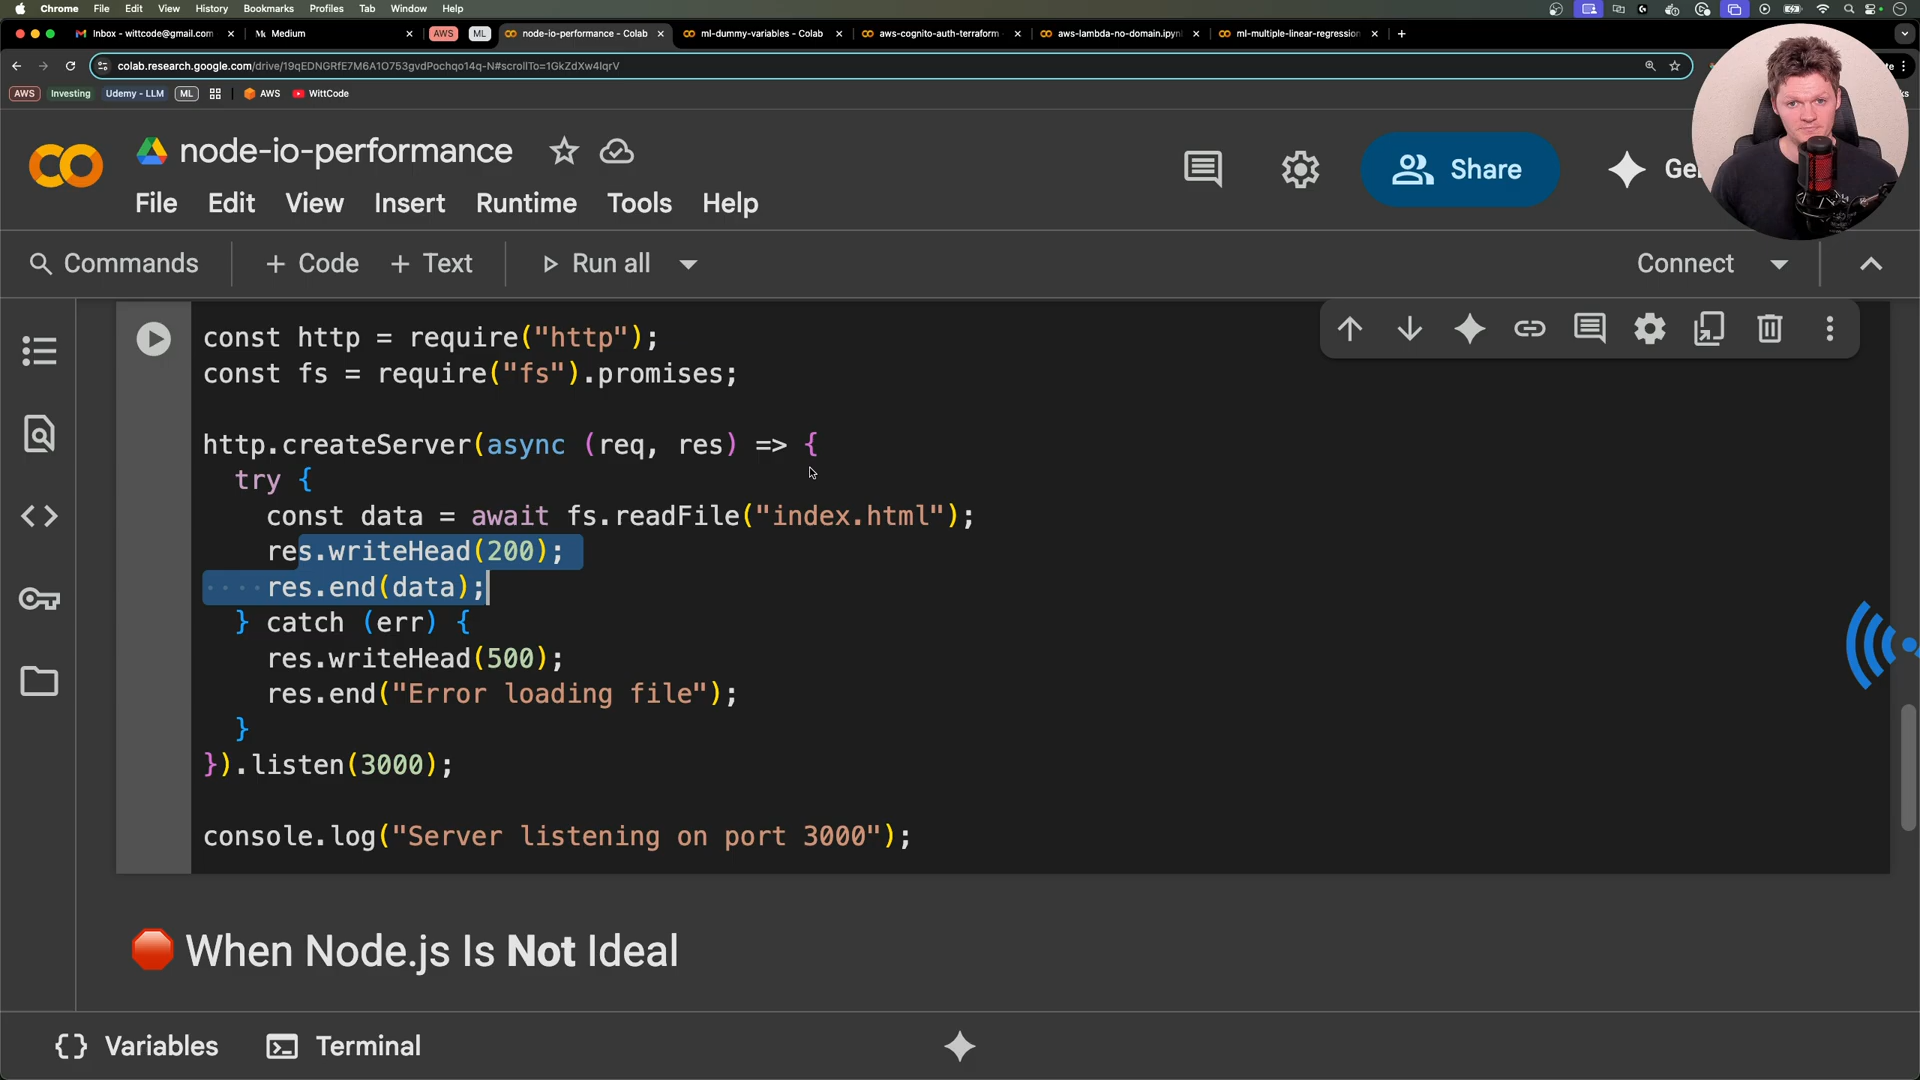 Chrome File Edit View History Bookmarks Profiles Tab Window Help
Inbox - wittcode@gmail.com
Medium
AWS
ML
node-io-performance - Colab
ml-dummy-variables - Colab
aws-cognito-auth-terraform
aws-lambda-no-domain.ipynb
ml-multiple-linear-regression
colab.research.google.com/drive/19qEDNGRfE7M6A1O753gvdPochqo14q-N#scrollTo=1GkZdXw4IqrV
AWS Investing Udemy - LLM ML AWS WittCode
node-io-performance
Share
File Edit View Insert Runtime Tools Help
Commands + Code + Text Run all Connect
const http = require("http");
const fs = require("fs").promises;
http.createServer(async (req, res) => {
try {
const data = await fs.readFile("index.html");
res.writeHead(200);
res.end(data);
} catch (err) {
res.writeHead(500);
res.end("Error loading file");
}
}).listen(3000);
console.log("Server listening on port 3000");
When Node.js Is Not Ideal
Variables Terminal